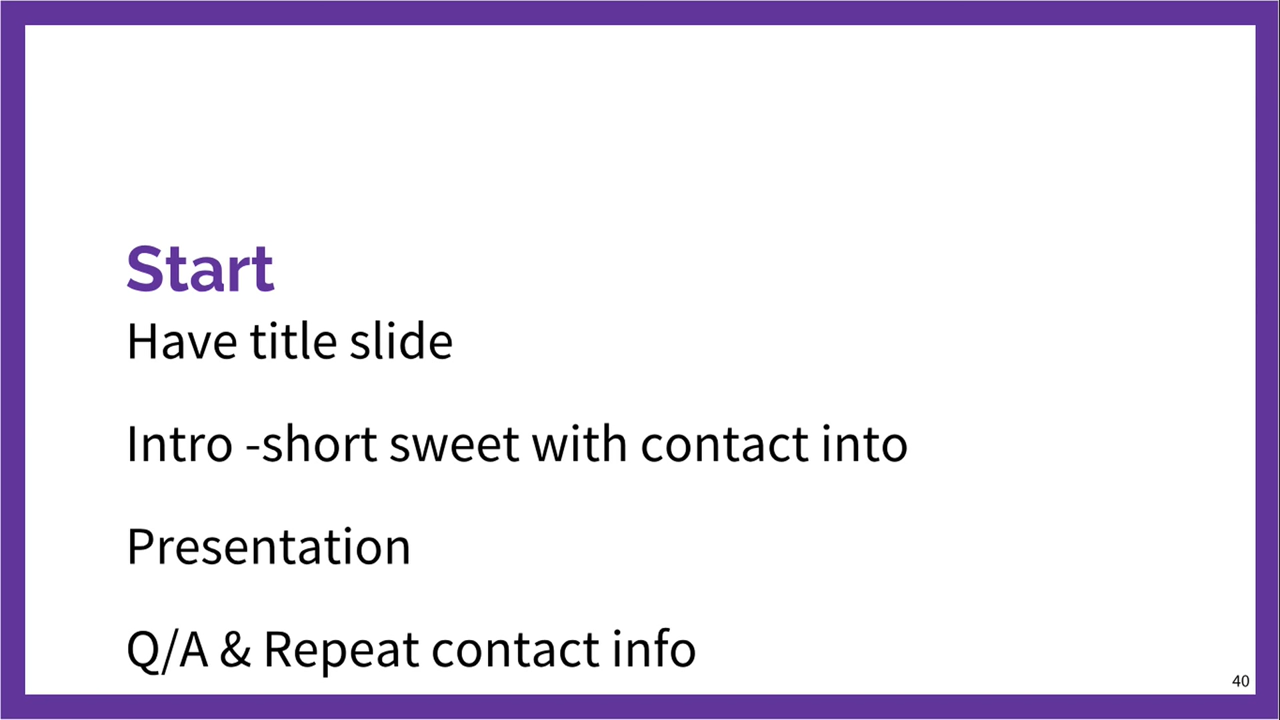 Start
Have title slide
Intro -short sweet with contact into
Presentation
Q/A & Repeat contact info
40